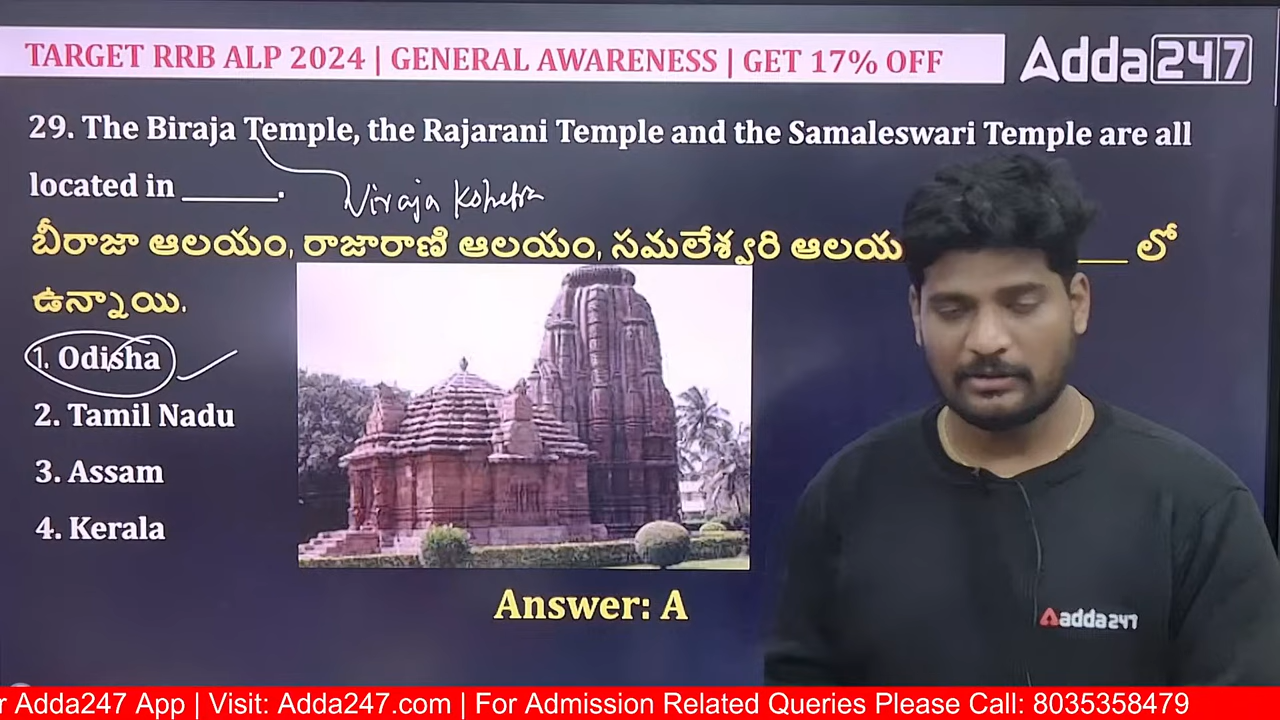 TARGET RRB ALP 2024 | GENERAL AWARENESS | GET 17% OFF
Adda247
29. The Biraja Temple, the Rajarani Temple and the Samaleswari Temple are all
located in ______.
Viraja Kshetra
బీరాజా ఆలయం, రాజారాణి ఆలయం, సమలేశ్వరి ఆలయ ___ లో
ఉన్నాయి.
1. Odisha
2. Tamil Nadu
3. Assam
4. Kerala
Answer: A
adda247
r Adda247 App | Visit: Adda247.com | For Admission Related Queries Please Call: 8035358479